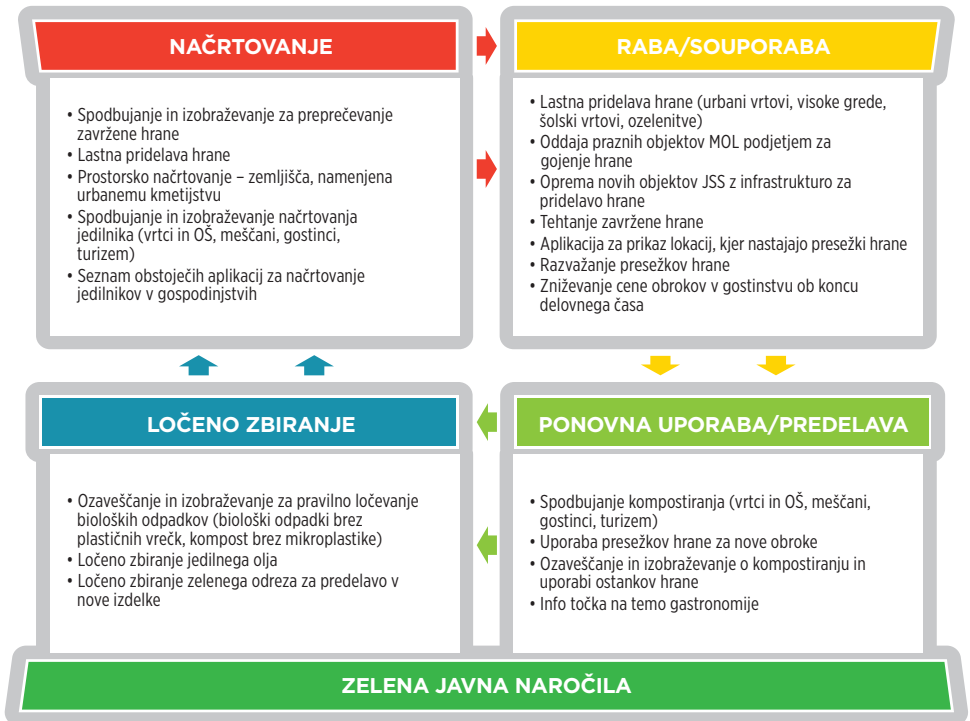 NAČRTOVANJE
• Spodbujanje in izobraževanje za preprečevanje
zavržene hrane
• Lastna pridelava hrane
• Prostorsko načrtovanje – zemljišča, namenjena
urbanemu kmetijstvu
• Spodbujanje in izobraževanje načrtovanja
jedilnika (vrtci in OŠ, meščani, gostinci,
turizem)
• Seznam obstoječih aplikacij za načrtovanje
jedilnikov v gospodinjstvih
RABA/SOUPORABA
• Lastna pridelava hrane (urbani vrtovi, visoke grede,
šolski vrtovi, ozelenitve)
• Oddaja praznih objektov MOL podjetjem za
gojenje hrane
• Oprema novih objektov JSS z infrastrukturo za
pridelavo hrane
• Tehtanje zavržene hrane
• Aplikacija za prikaz lokacij, kjer nastajajo presežki hrane
• Razvažanje presežkov hrane
• Zniževanje cene obrokov v gostinstvu ob koncu
delovnega časa
LOČENO ZBIRANJE
• Ozaveščanje in izobraževanje za pravilno ločevanje
bioloških odpadkov (biološki odpadki brez
plastičnih vrečk, kompost brez mikroplastike)
• Ločeno zbiranje jedilnega olja
• Ločeno zbiranje zelenega odreza za predelavo v
nove izdelke
PONOVNA UPORABA/PREDELAVA
• Spodbujanje kompostiranja (vrtci in OŠ, meščani,
gostinci, turizem)
• Uporaba presežkov hrane za nove obroke
• Ozaveščanje in izobraževanje o kompostiranju in
uporabi ostankov hrane
• Info točka na temo gastronomije
ZELENA JAVNA NAROČILA